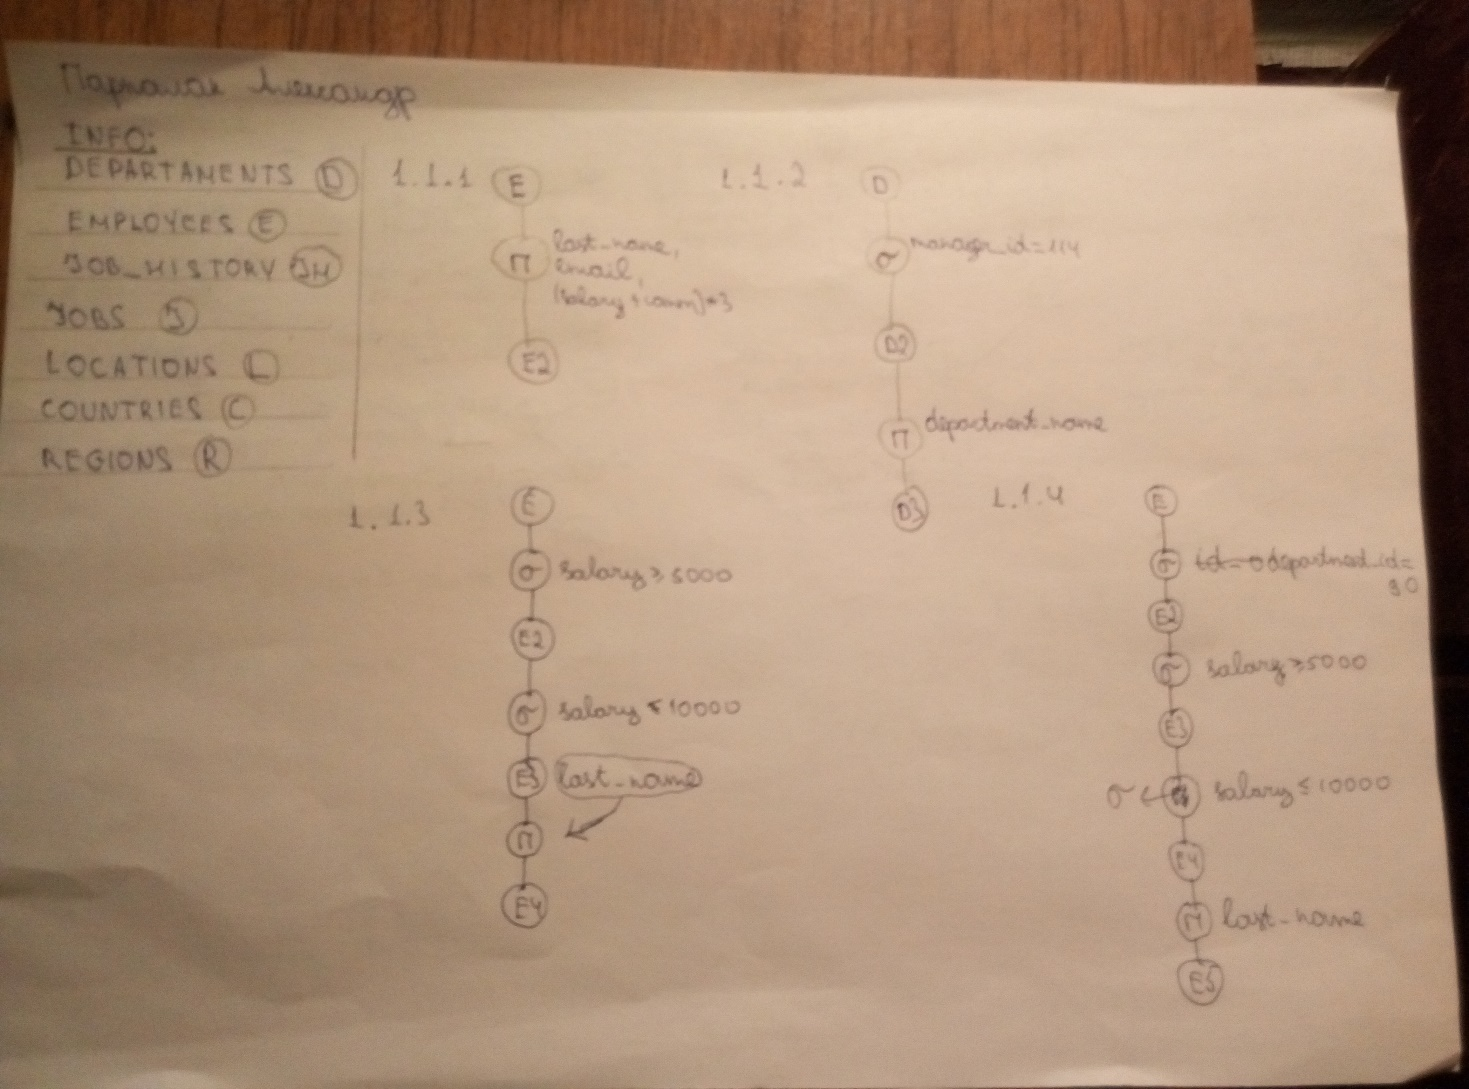 Александр
INFO:
DEPARTAMENTS D
EMPLOYEES E
JOB_HISTORY JH
JOBS J
LOCATIONS L
COUNTRIES C
REGIONS R
1.1.1
E
П last_name,
email,
(salary + comm)*3
E2
1.1.2
D
σ manager_id=114
D2
П department_name
D3
1.1.3
E
σ salary ≥ 5000
E2
σ salary ≤ 10000
E3 last_name
П
E4
1.1.4
E
σ department_id=
90
E2
σ salary ≥5000
E3
σ salary ≤ 10000
E4
П last_name
E5